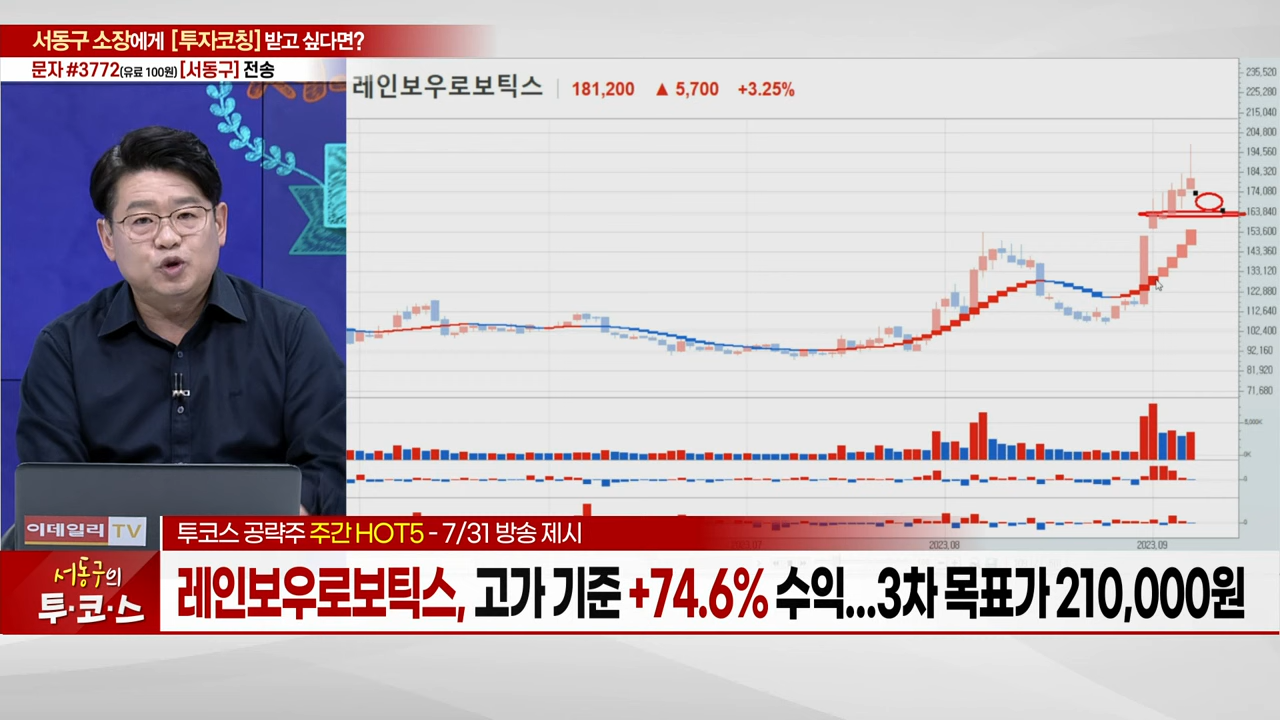 서동구 소장에게 [투자코칭] 받고 싶다면?
문자 #3772(유료 100원) [서동구] 전송
레인보우로보틱스 181,200 ▲ 5,700 +3.25%
235,520
225,280
215,040
204,800
194,560
184,320
174,080
163,840
153,600
143,360
133,120
122,880
112,640
102,400
92,160
81,920
71,680
0K
0
0
2023.08
2023.09
이데일리 TV
투코스 공략주 주간 HOT5 - 7/31 방송 제시
서동구의
투·코·스
레인보우로보틱스, 고가 기준 +74.6% 수익...3차 목표가 210,000원